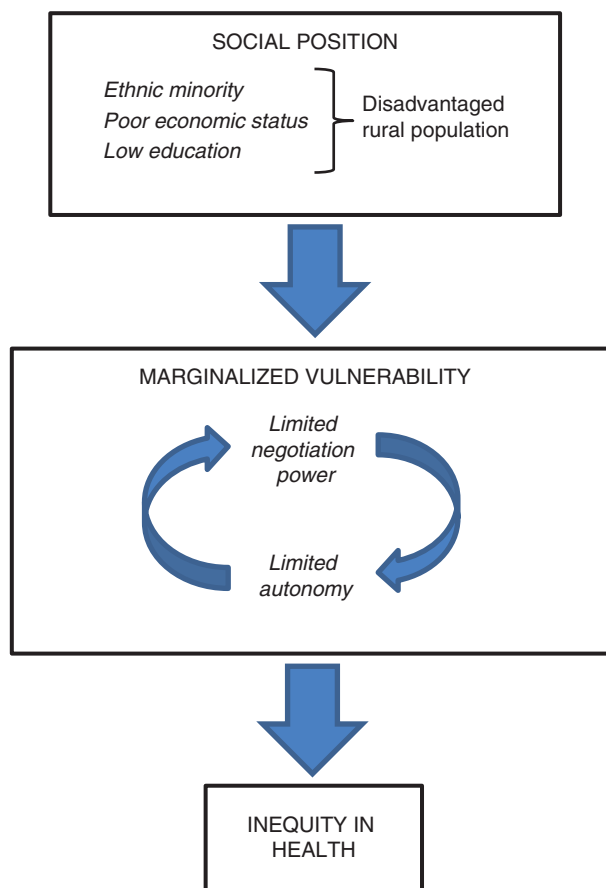 SOCIAL POSITION
Ethnic minority
Poor economic status
Low education
Disadvantaged
rural population
MARGINALIZED VULNERABILITY
Limited
negotiation
power
Limited
autonomy
INEQUITY IN
HEALTH